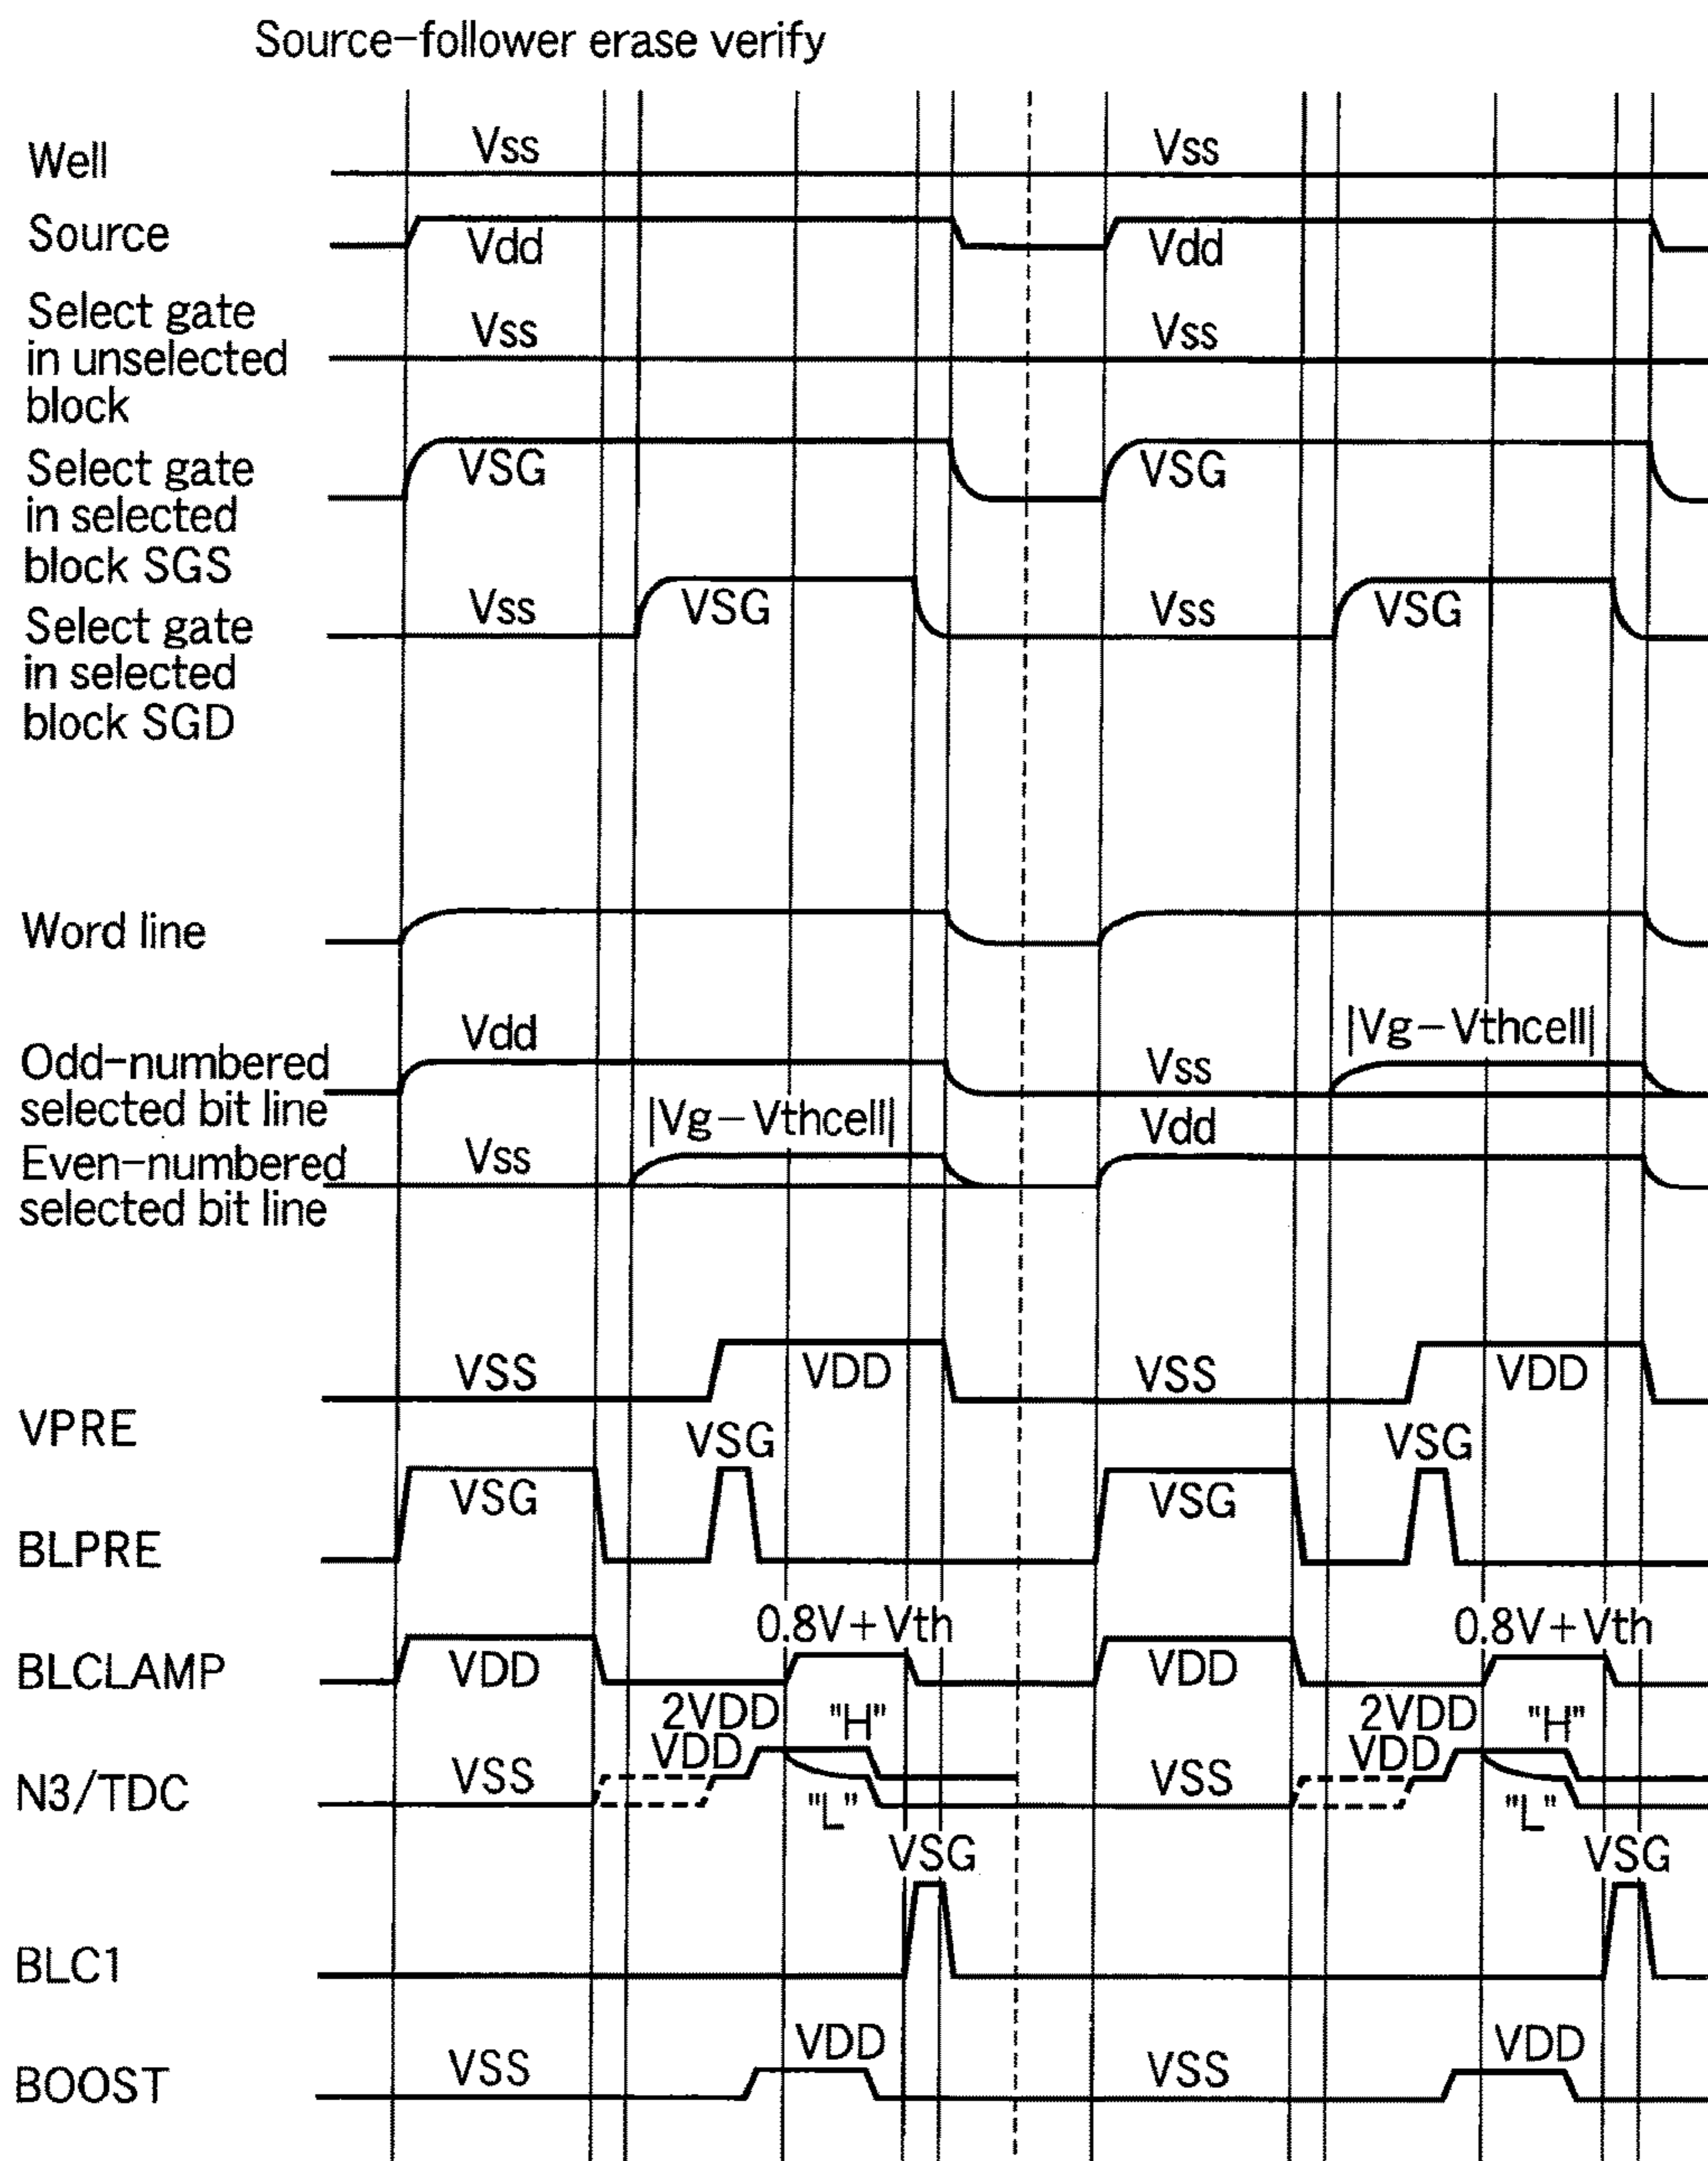 Source-follower erase verify
Well
Vss
Vss
Source
Vdd
Vdd
Select gate
in unselected
block
Vss
Vss
Select gate
in selected
block SGS
VSG
VSG
Select gate
in selected
block SGD
Vss
VSG
Vss
VSG
Word line
Odd-numbered
selected bit line
Vdd
Vss
|Vg-Vthcell|
Even-numbered
selected bit line
Vss
|Vg-Vthcell|
Vdd
VPRE
VSS
VDD
VSS
VDD
BLPRE
VSG
VSG
VSG
VSG
BLCLAMP
VDD
0.8V+Vth
VDD
0.8V+Vth
N3/TDC
VSS
VDD
2VDD
"H"
"L"
VSS
VDD
2VDD
"H"
"L"
BLC1
VSG
VSG
BOOST
VSS
VDD
VSS
VDD